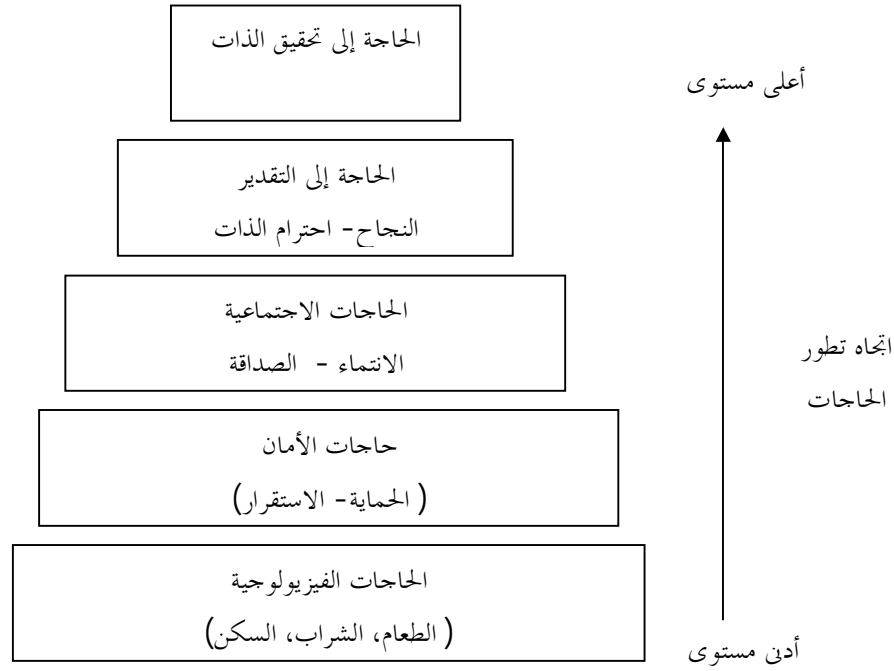 الحاجة إلى تحقيق الذات
أعلى مستوى
الحاجة إلى التقدير
النجاح- احترام الذات
الحاجات الاجتماعية
الانتماء - الصداقة
اتجاه تطور
الحاجات
حاجات الأمان
(الحماية- الاستقرار)
الحاجات الفيزيولوجية
(الطعام، الشراب، السكن)
أدنى مستوى